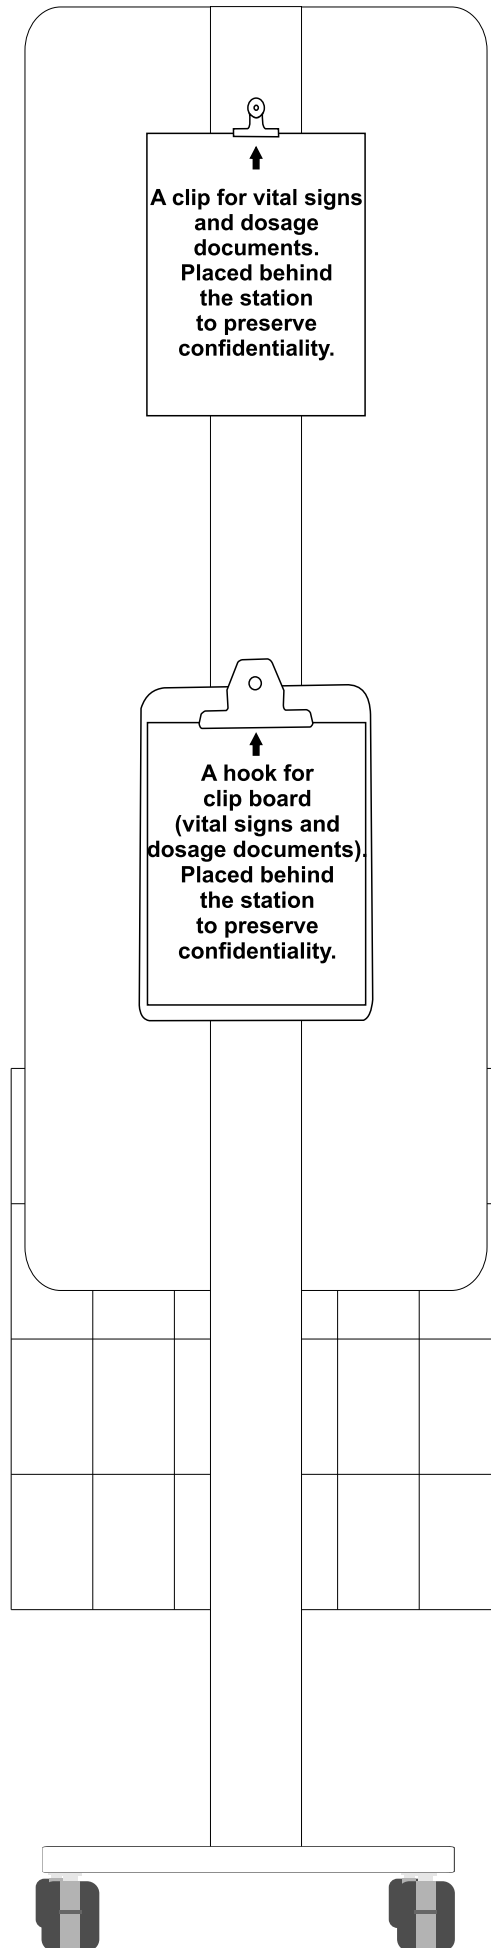 A clip for vital signs
and dosage
documents.
Placed behind
the station
to preserve
confidentiality.
A hook for
clip board
(vital signs and
dosage documents).
Placed behind
the station
to preserve
confidentiality.